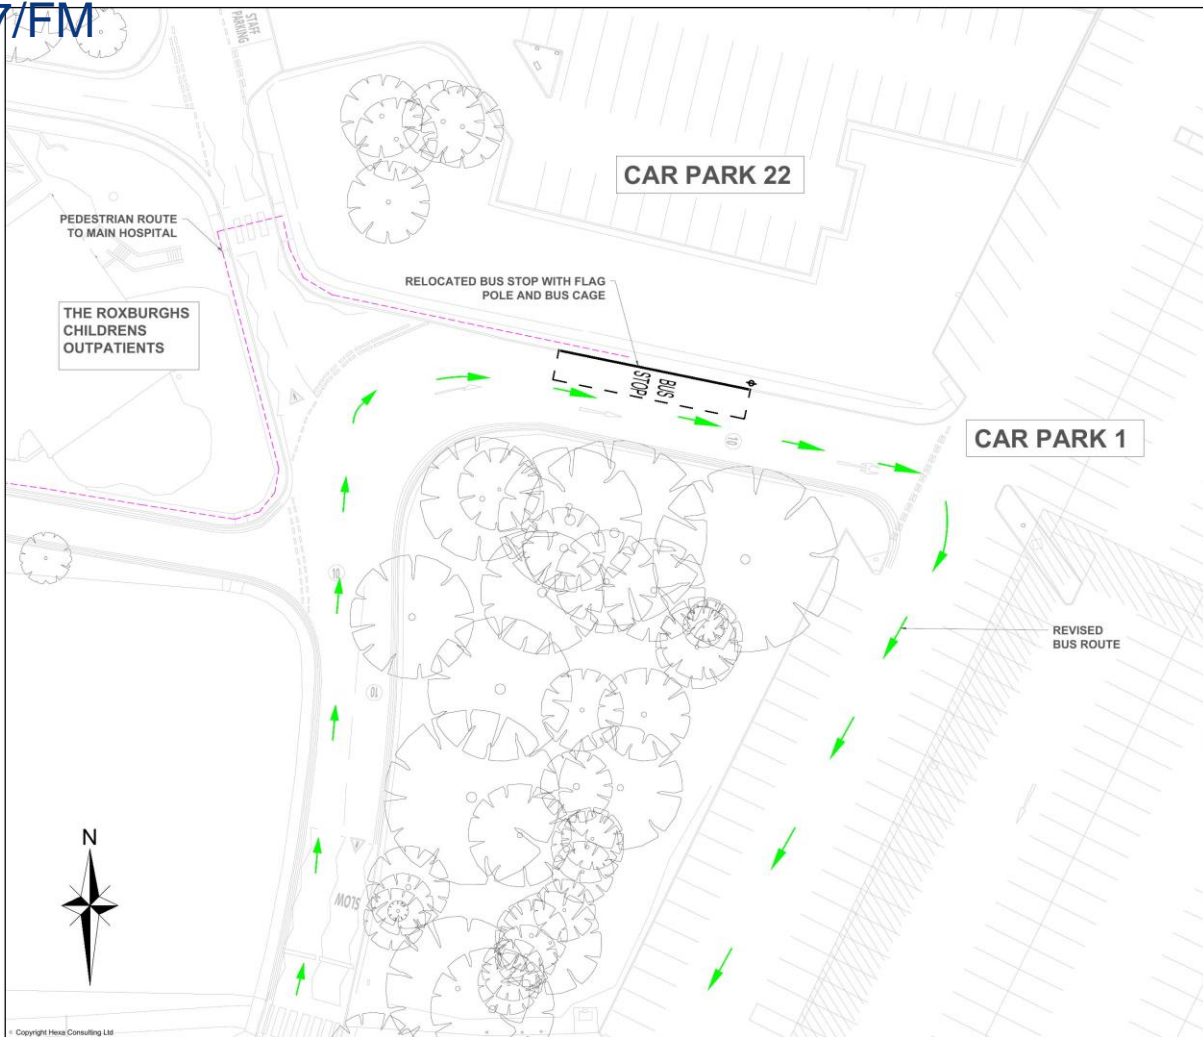 7/FM
STAFF
PARKING
CAR PARK 22
PEDESTRIAN ROUTE
TO MAIN HOSPITAL
RELOCATED BUS STOP WITH FLAG
POLE AND BUS CAGE
THE ROXBURGHS
CHILDRENS
OUTPATIENTS
BUS
STOP
10
CAR PARK 1
10
REVISED
BUS ROUTE
10
N
SLOW
© Copyright Hexa Consulting Ltd